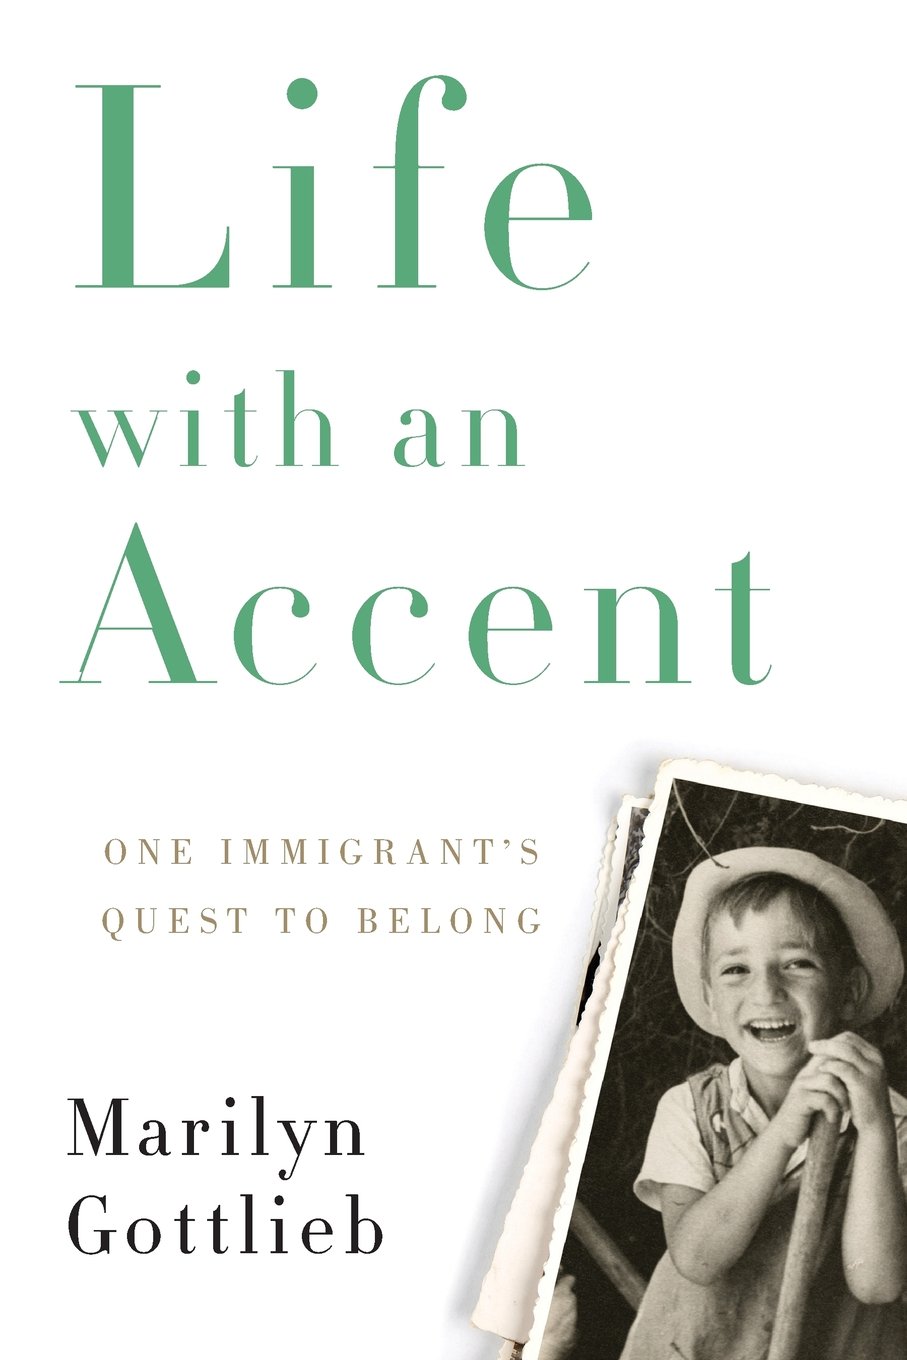 Life
with an
Accent
ONE IMMIGRANT'S
QUEST TO BELONG
Marilyn
Gottlieb